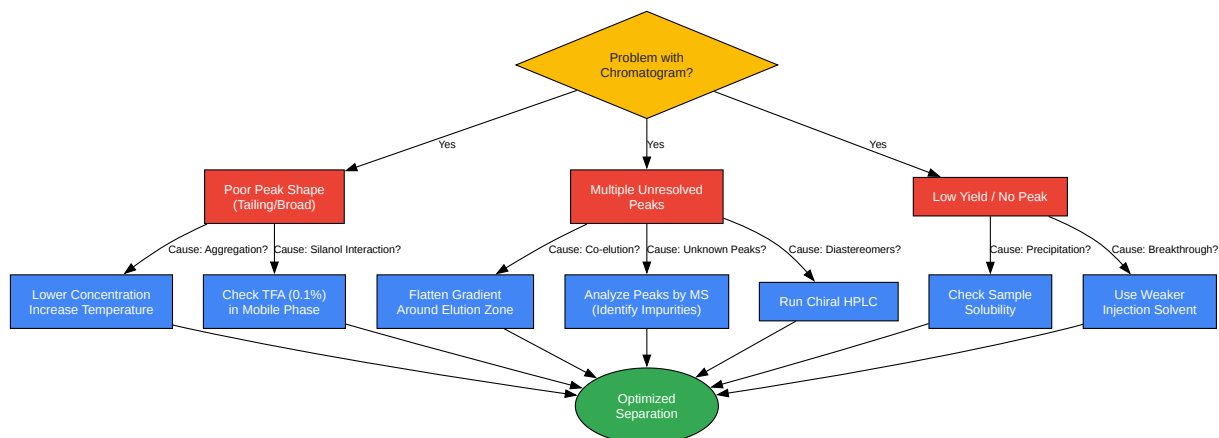 Problem with
Chromatogram?
Yes
Yes
Yes
Poor Peak Shape
(Tailing/Broad)
Multiple Unresolved
Peaks
Low Yield / No Peak
Cause: Aggregation?
Cause: Silanol Interaction?
Cause: Co-elution?
Cause: Unknown Peaks?
Cause: Diastereomers?
Cause: Precipitation?
Cause: Breakthrough?
Lower Concentration
Increase Temperature
Check TFA (0.1%)
in Mobile Phase
Flatten Gradient
Around Elution Zone
Analyze Peaks by MS
(Identify Impurities)
Run Chiral HPLC
Check Sample
Solubility
Use Weaker
Injection Solvent
Optimized
Separation